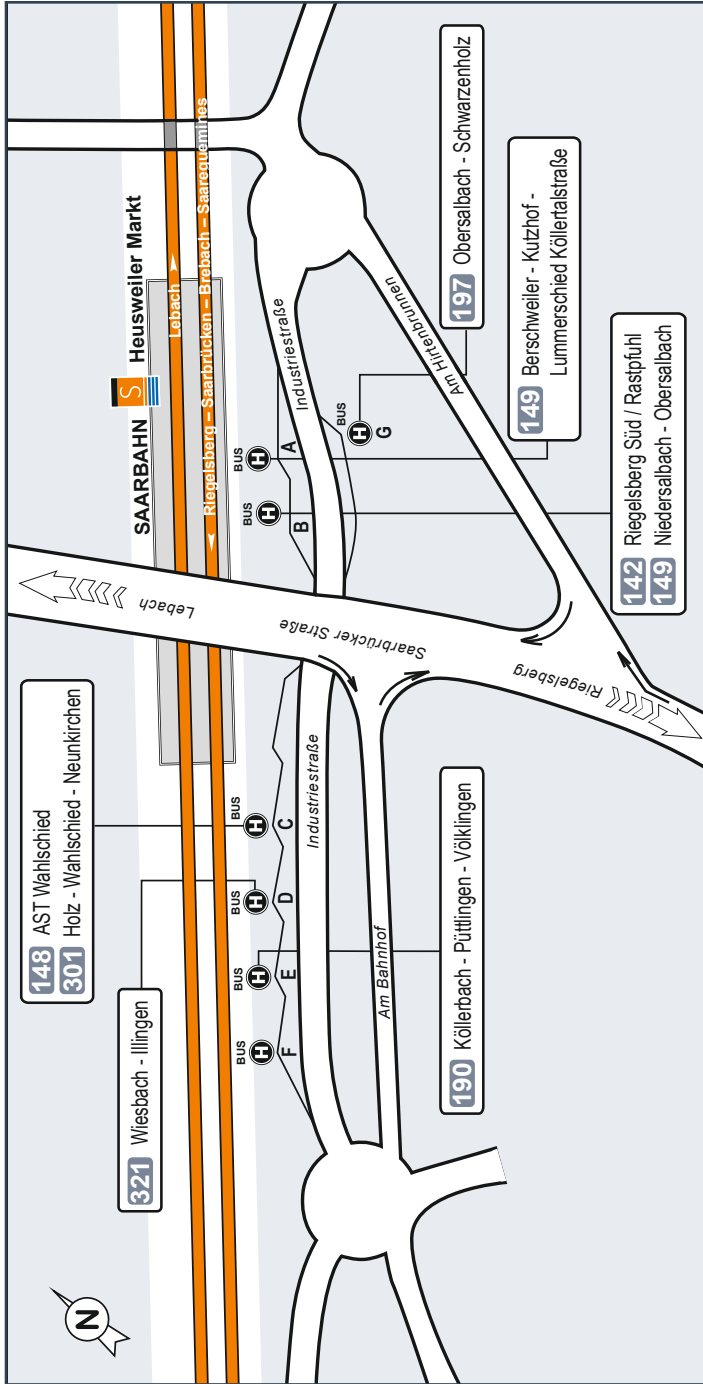 321 Wiesbach - Illingen
148 AST Wahlschied
301 Holz - Wahlschied - Neunkirchen
SAARBAHN S Heusweiler Markt
Lebach
Riegelsberg – Saarbrücken – Brebach – Saareguemines
Lebach
BUS
H
F
BUS
H
E
BUS
H
D
BUS
H
C
BUS
H
B
BUS
H
A
BUS
H
G
Industriestraße
Industriestraße
Saarbrücker Straße
Am Bahnhof
Am Hirtenbrunnen
Riegelsberg
190 Köllerbach - Püttlingen - Völklingen
142 Riegelsberg Süd / Rastpfuhl
149 Niedersalbach - Obersalbach
149 Berschweiler - Kutzhof -
Lummerschied Köllertalstraße
197 Obersalbach - Schwarzenholz
N